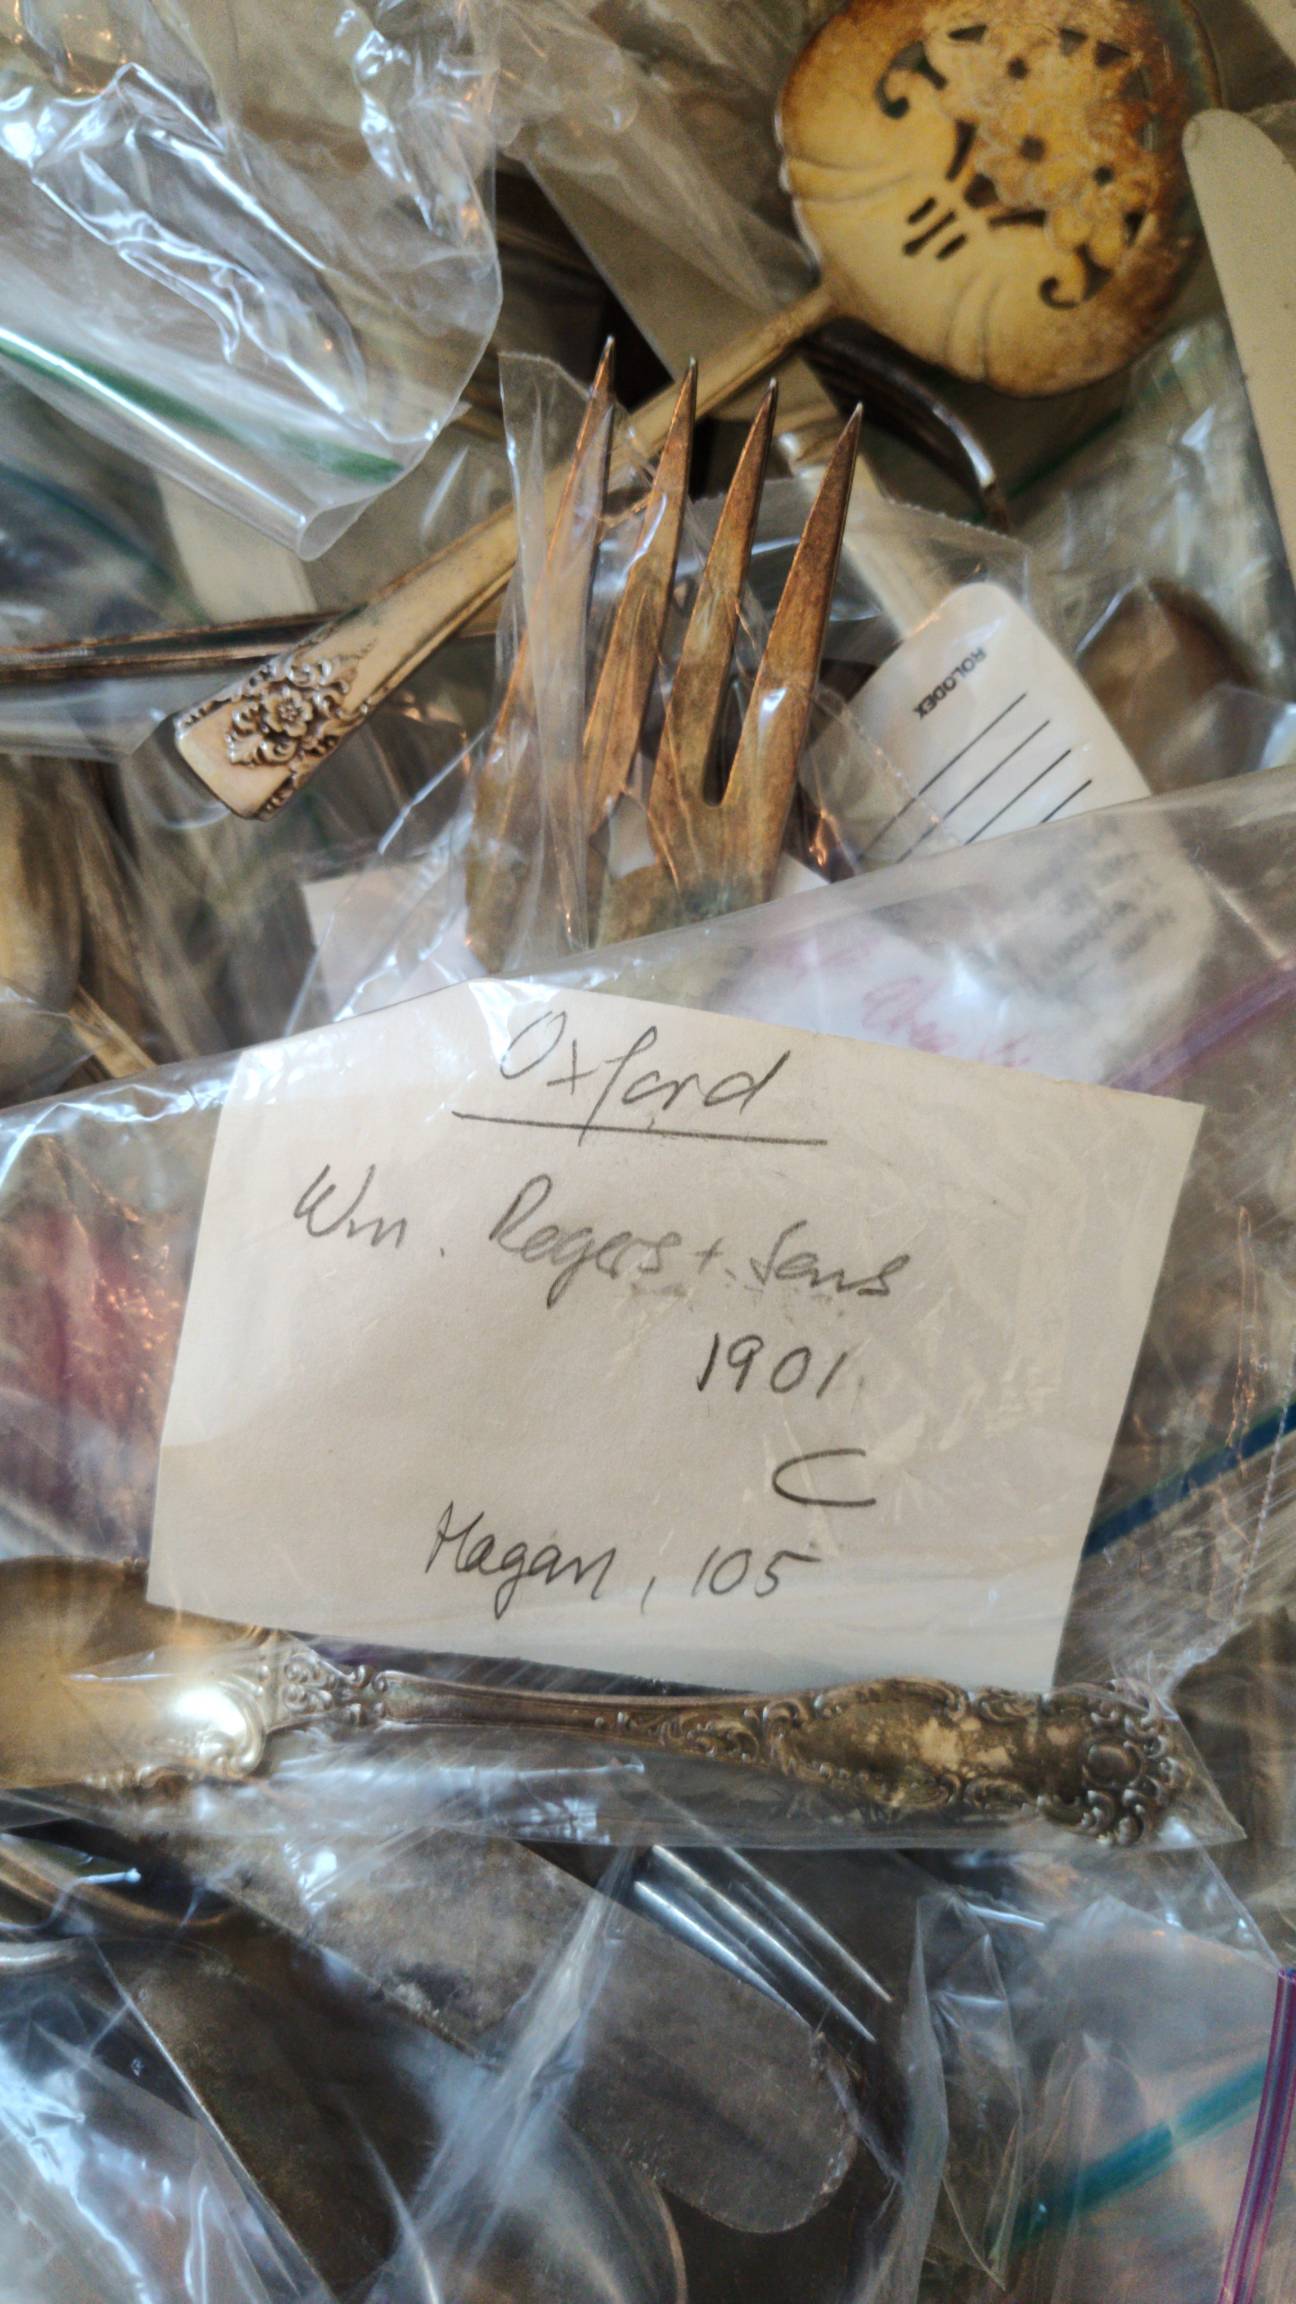 ROLODEX
Oxford
Wm. Rogers + Sons
1901
C
Hagan, 105